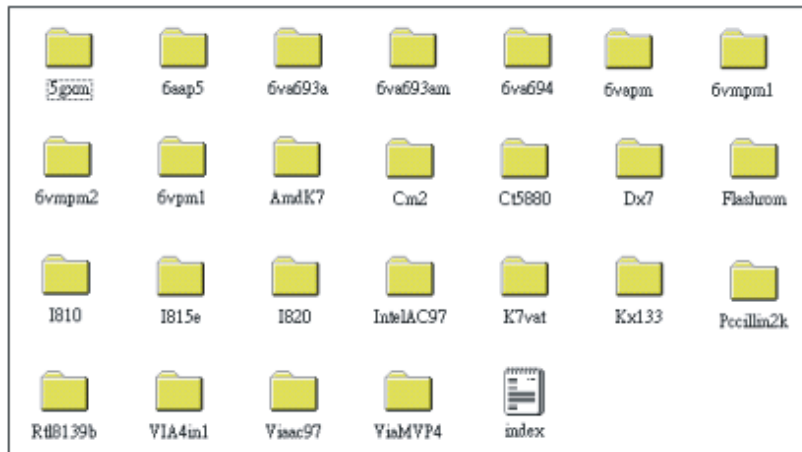 5gxm 6aap5 6va693a 6va693am 6va694 6vapm 6vmpm1
6vmpm2 6vpm1 AmdK7 Cm2 Ct5880 Dx7 Flashrom
I810 I815e I820 IntelAC97 K7vat Kx133 Pccillin2k
Rtl8139b VIA4in1 Viaac97 ViaMVP4 index